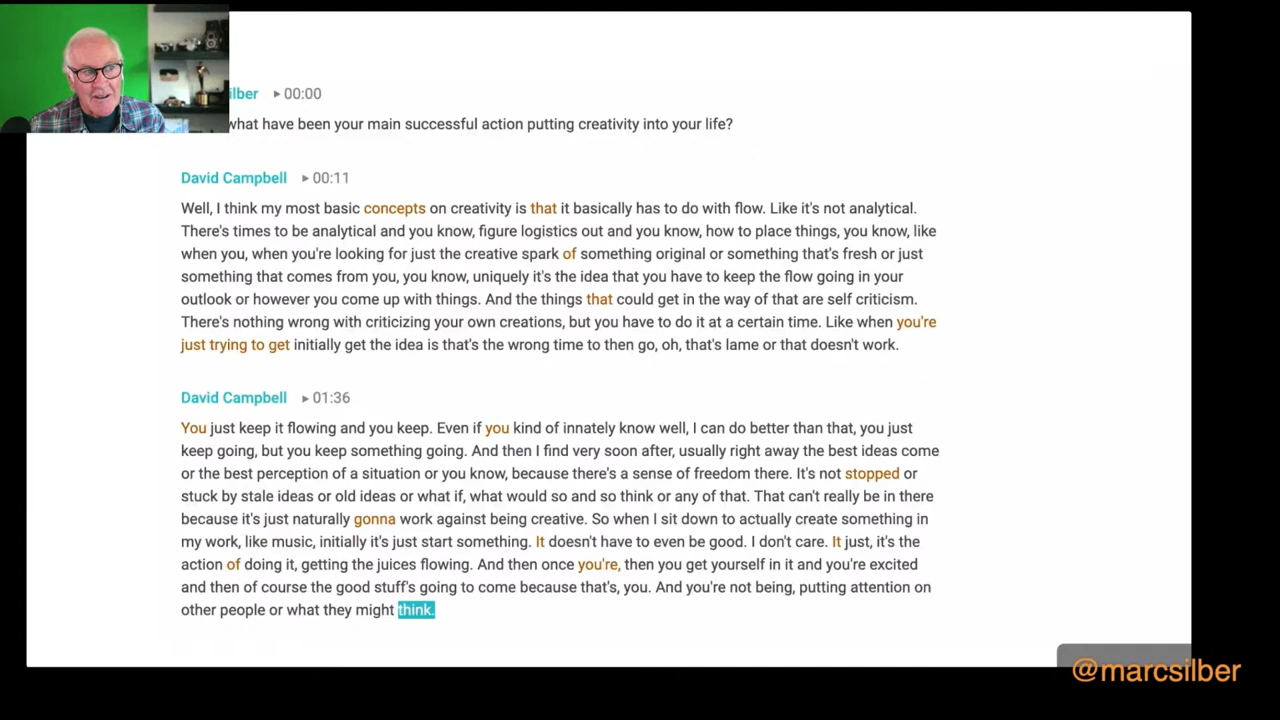 ilber 00:00
what have been your main successful action putting creativity into your life?
David Campbell 00:11
Well, I think my most basic concepts on creativity is that it basically has to do with flow. Like it's not analytical.
There's times to be analytical and you know, figure logistics out and you know, how to place things, you know, like
when you, when you're looking for just the creative spark of something original or something that's fresh or just
something that comes from you, you know, uniquely it's the idea that you have to keep the flow going in your
outlook or however you come up with things. And the things that could get in the way of that are self criticism.
There's nothing wrong with criticizing your own creations, but you have to do it at a certain time. Like when you're
just trying to get initially get the idea is that's the wrong time to then go, oh, that's lame or that doesn't work.
David Campbell 01:36
You just keep it flowing and you keep. Even if you kind of innately know well, I can do better than that, you just
keep going, but you keep something going. And then I find very soon after, usually right away the best ideas come
or the best perception of a situation or you know, because there's a sense of freedom there. It's not stopped or
stuck by stale ideas or old ideas or what if, what would so and so think or any of that. That can't really be in there
because it's just naturally gonna work against being creative. So when I sit down to actually create something in
my work, like music, initially it's just start something. It doesn't have to even be good. I don't care. It just, it's the
action of doing it, getting the juices flowing. And then once you're, then you get yourself in it and you're excited
and then of course the good stuff's going to come because that's, you. And you're not being, putting attention on
other people or what they might think.
@marcsilber